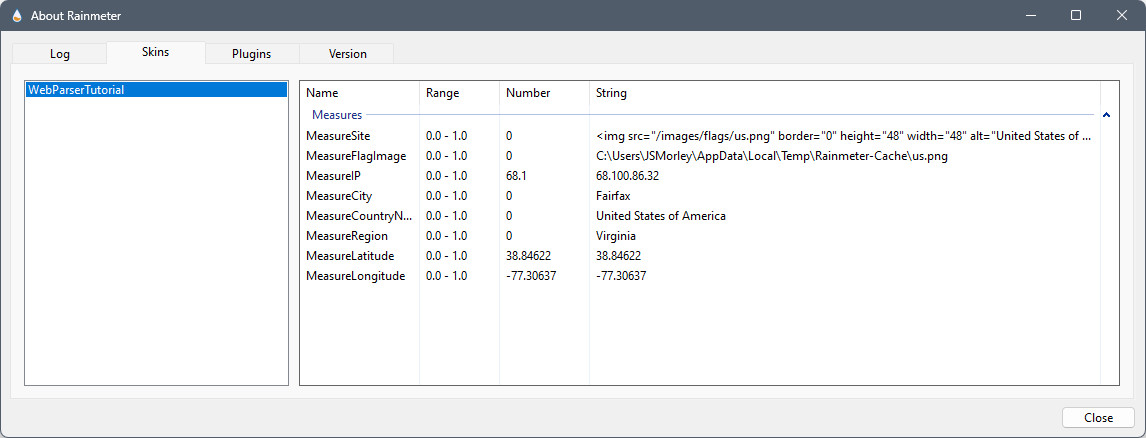 About Rainmeter
Log Skins Plugins Version
WebParserTutorial
Name Range Number String
Measures
MeasureSite 0.0 - 1.0 0 <img src="/images/flags/us.png" border="0" height="48" width="48" alt="United States of ...
MeasureFlagImage 0.0 - 1.0 0 C:\Users\JSMorley\AppData\Local\Temp\Rainmeter-Cache\us.png
MeasureIP 0.0 - 1.0 68.1 68.100.86.32
MeasureCity 0.0 - 1.0 0 Fairfax
MeasureCountryN... 0.0 - 1.0 0 United States of America
MeasureRegion 0.0 - 1.0 0 Virginia
MeasureLatitude 0.0 - 1.0 38.84622 38.84622
MeasureLongitude 0.0 - 1.0 -77.30637 -77.30637
Close